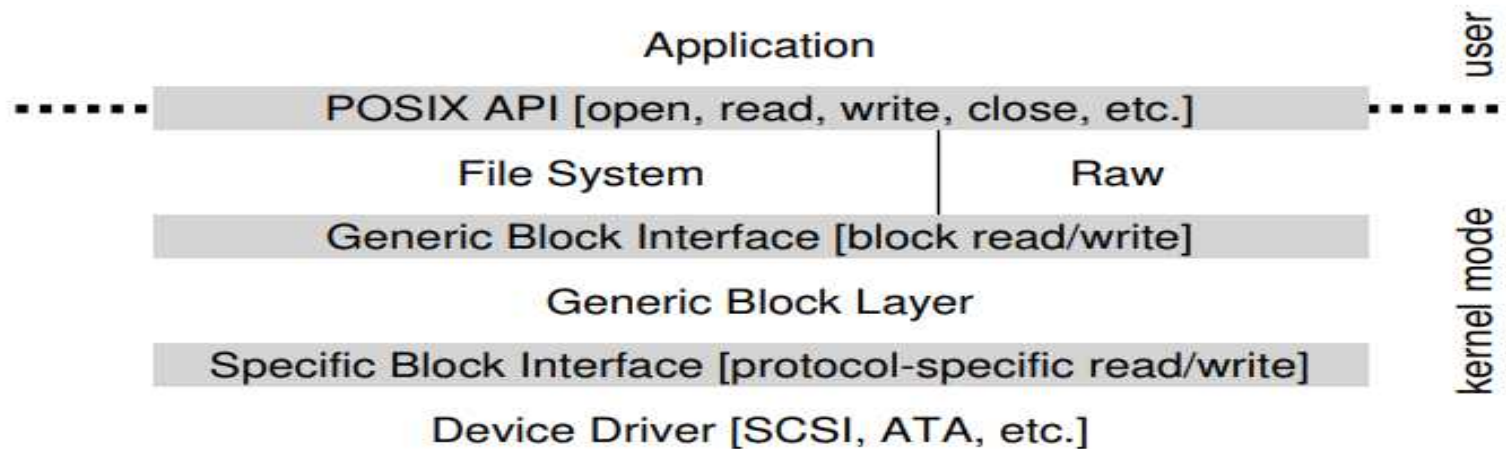 Application
user
POSIX API [open, read, write, close, etc.]
File System
Raw
Generic Block Interface [block read/write]
Generic Block Layer
kernel mode
Specific Block Interface [protocol-specific read/write]
Device Driver [SCSI, ATA, etc.]